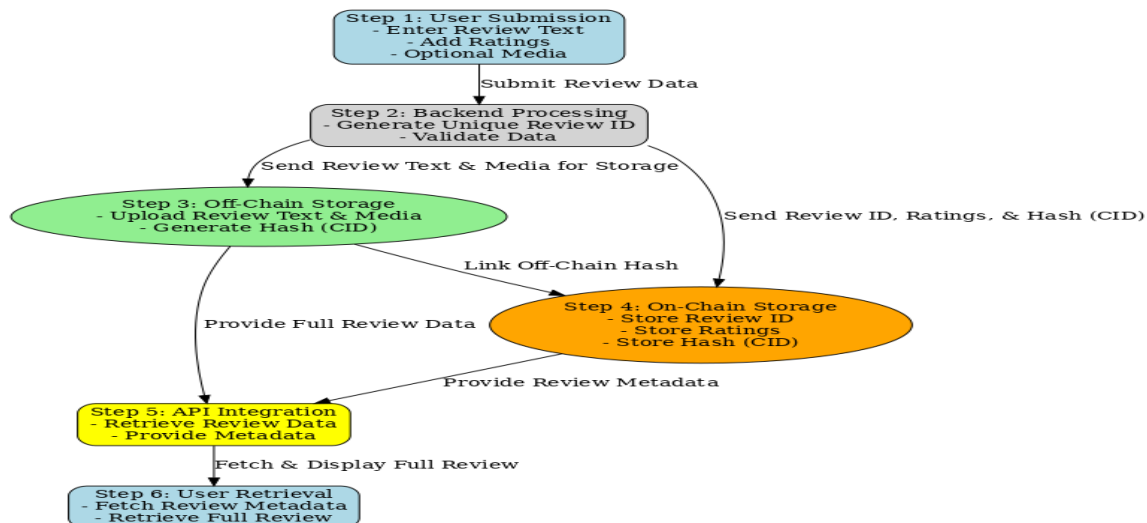 Step 1: User Submission
- Enter Review Text
- Add Ratings
- Optional Media
Submit Review Data
Step 2: Backend Processing
- Generate Unique Review ID
- Validate Data
Send Review Text & Media for Storage
Step 3: Off-Chain Storage
- Upload Review Text & Media
- Generate Hash (CID)
Send Review ID, Ratings, & Hash (CID)
Link Off-Chain Hash
Step 4: On-Chain Storage
- Store Review ID
- Store Ratings
- Store Hash (CID)
Provide Full Review Data
Provide Review Metadata
Step 5: API Integration
- Retrieve Review Data
- Provide Metadata
Fetch & Display Full Review
Step 6: User Retrieval
- Fetch Review Metadata
- Retrieve Full Review